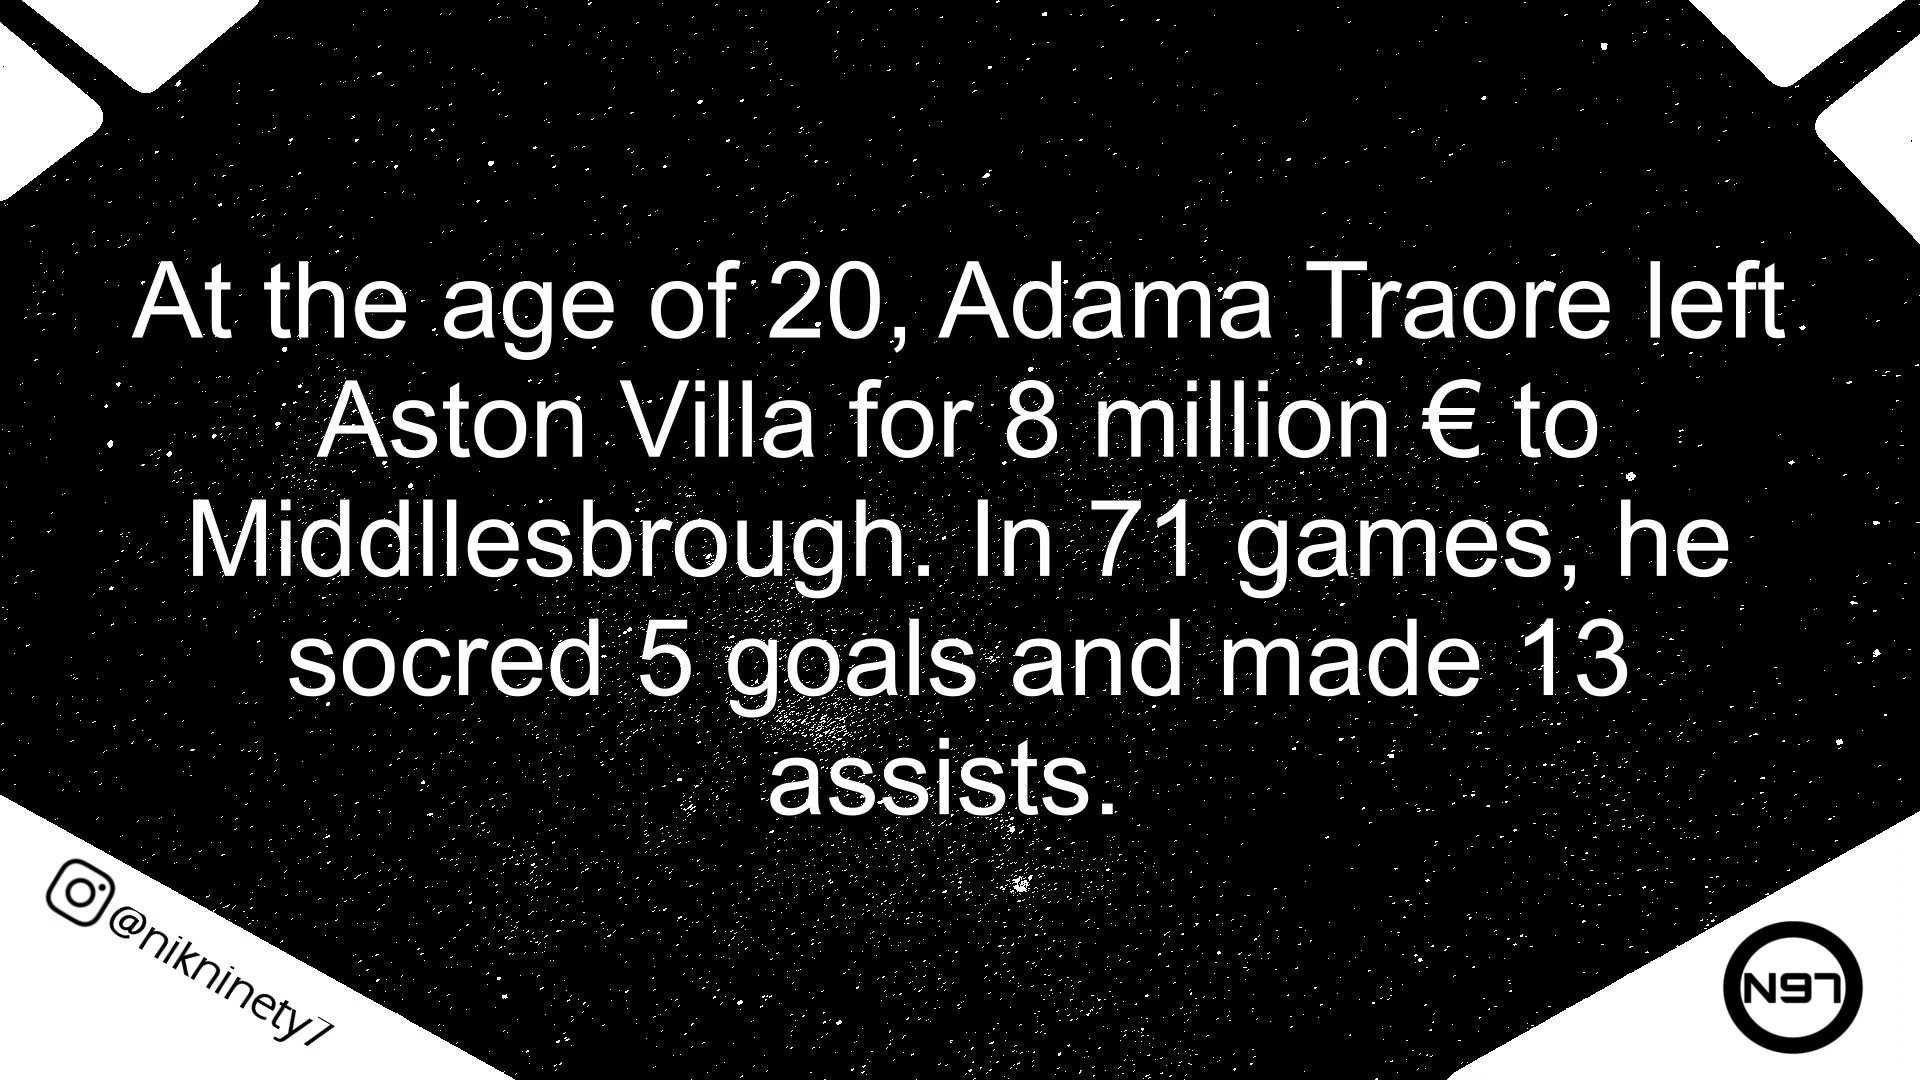 At the age of 20, Adama Traore left
Aston Villa for 8 million € to
Middllesbrough. In 71 games, he
socred 5 goals and made 13
assists.
@nikninety7
N97